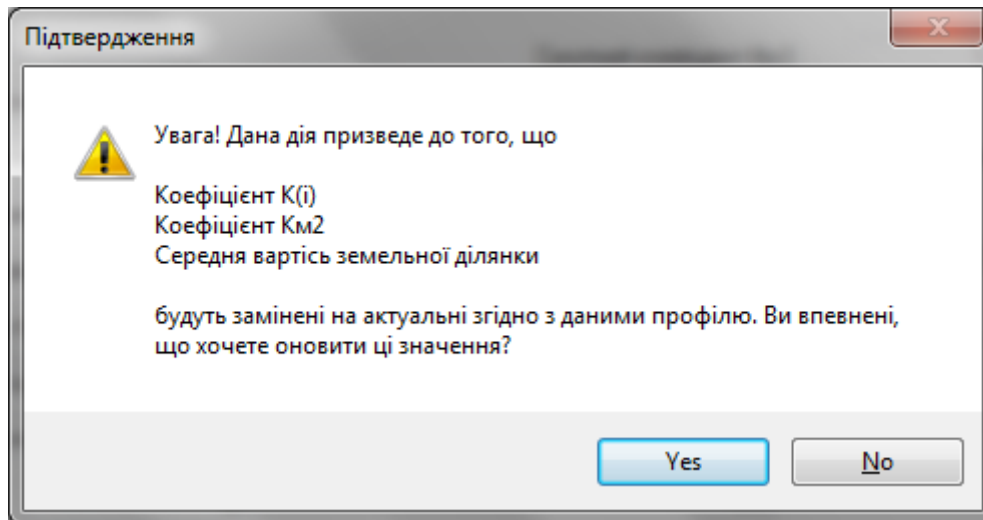 Підтвердження
Увага! Дана дія призведе до того, що
Коефіцієнт К(і)
Коефіцієнт Км2
Середня вартісь земельної ділянки
будуть замінені на актуальні згідно з даними профілю. Ви впевнені,
що хочете оновити ці значення?
Yes
No